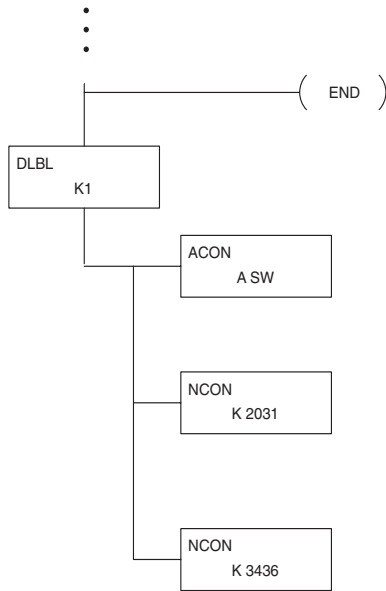 END
DLBL
K1
ACON
A SW
NCON
K 2031
NCON
K 3436